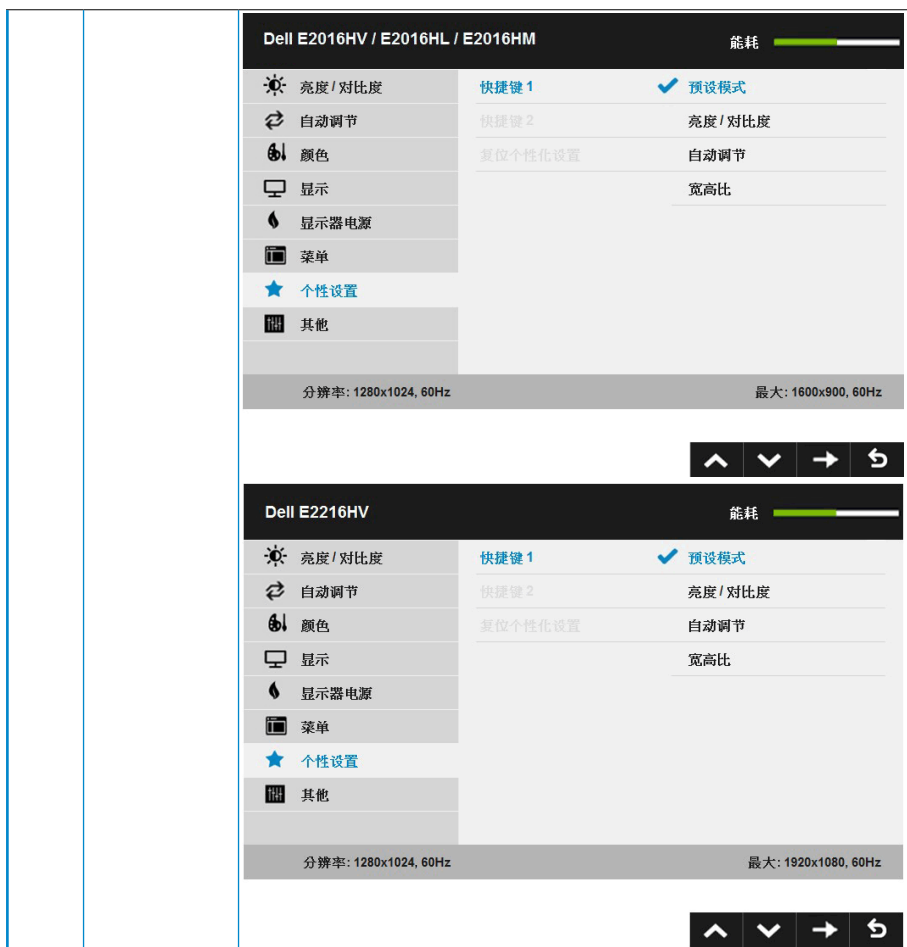 Dell E2016HV / E2016HL / E2016HM 能耗
亮度 / 对比度 快捷键 1 预设模式
自动调节 快捷键 2 亮度 / 对比度
颜色 复位个性化设置 自动调节
显示 宽高比
显示器电源
菜单
个性设置
其他
分辨率: 1280x1024, 60Hz 最大: 1600x900, 60Hz
Dell E2216HV 能耗
亮度 / 对比度 快捷键 1 预设模式
自动调节 快捷键 2 亮度 / 对比度
颜色 复位个性化设置 自动调节
显示 宽高比
显示器电源
菜单
个性设置
其他
分辨率: 1280x1024, 60Hz 最大: 1920x1080, 60Hz